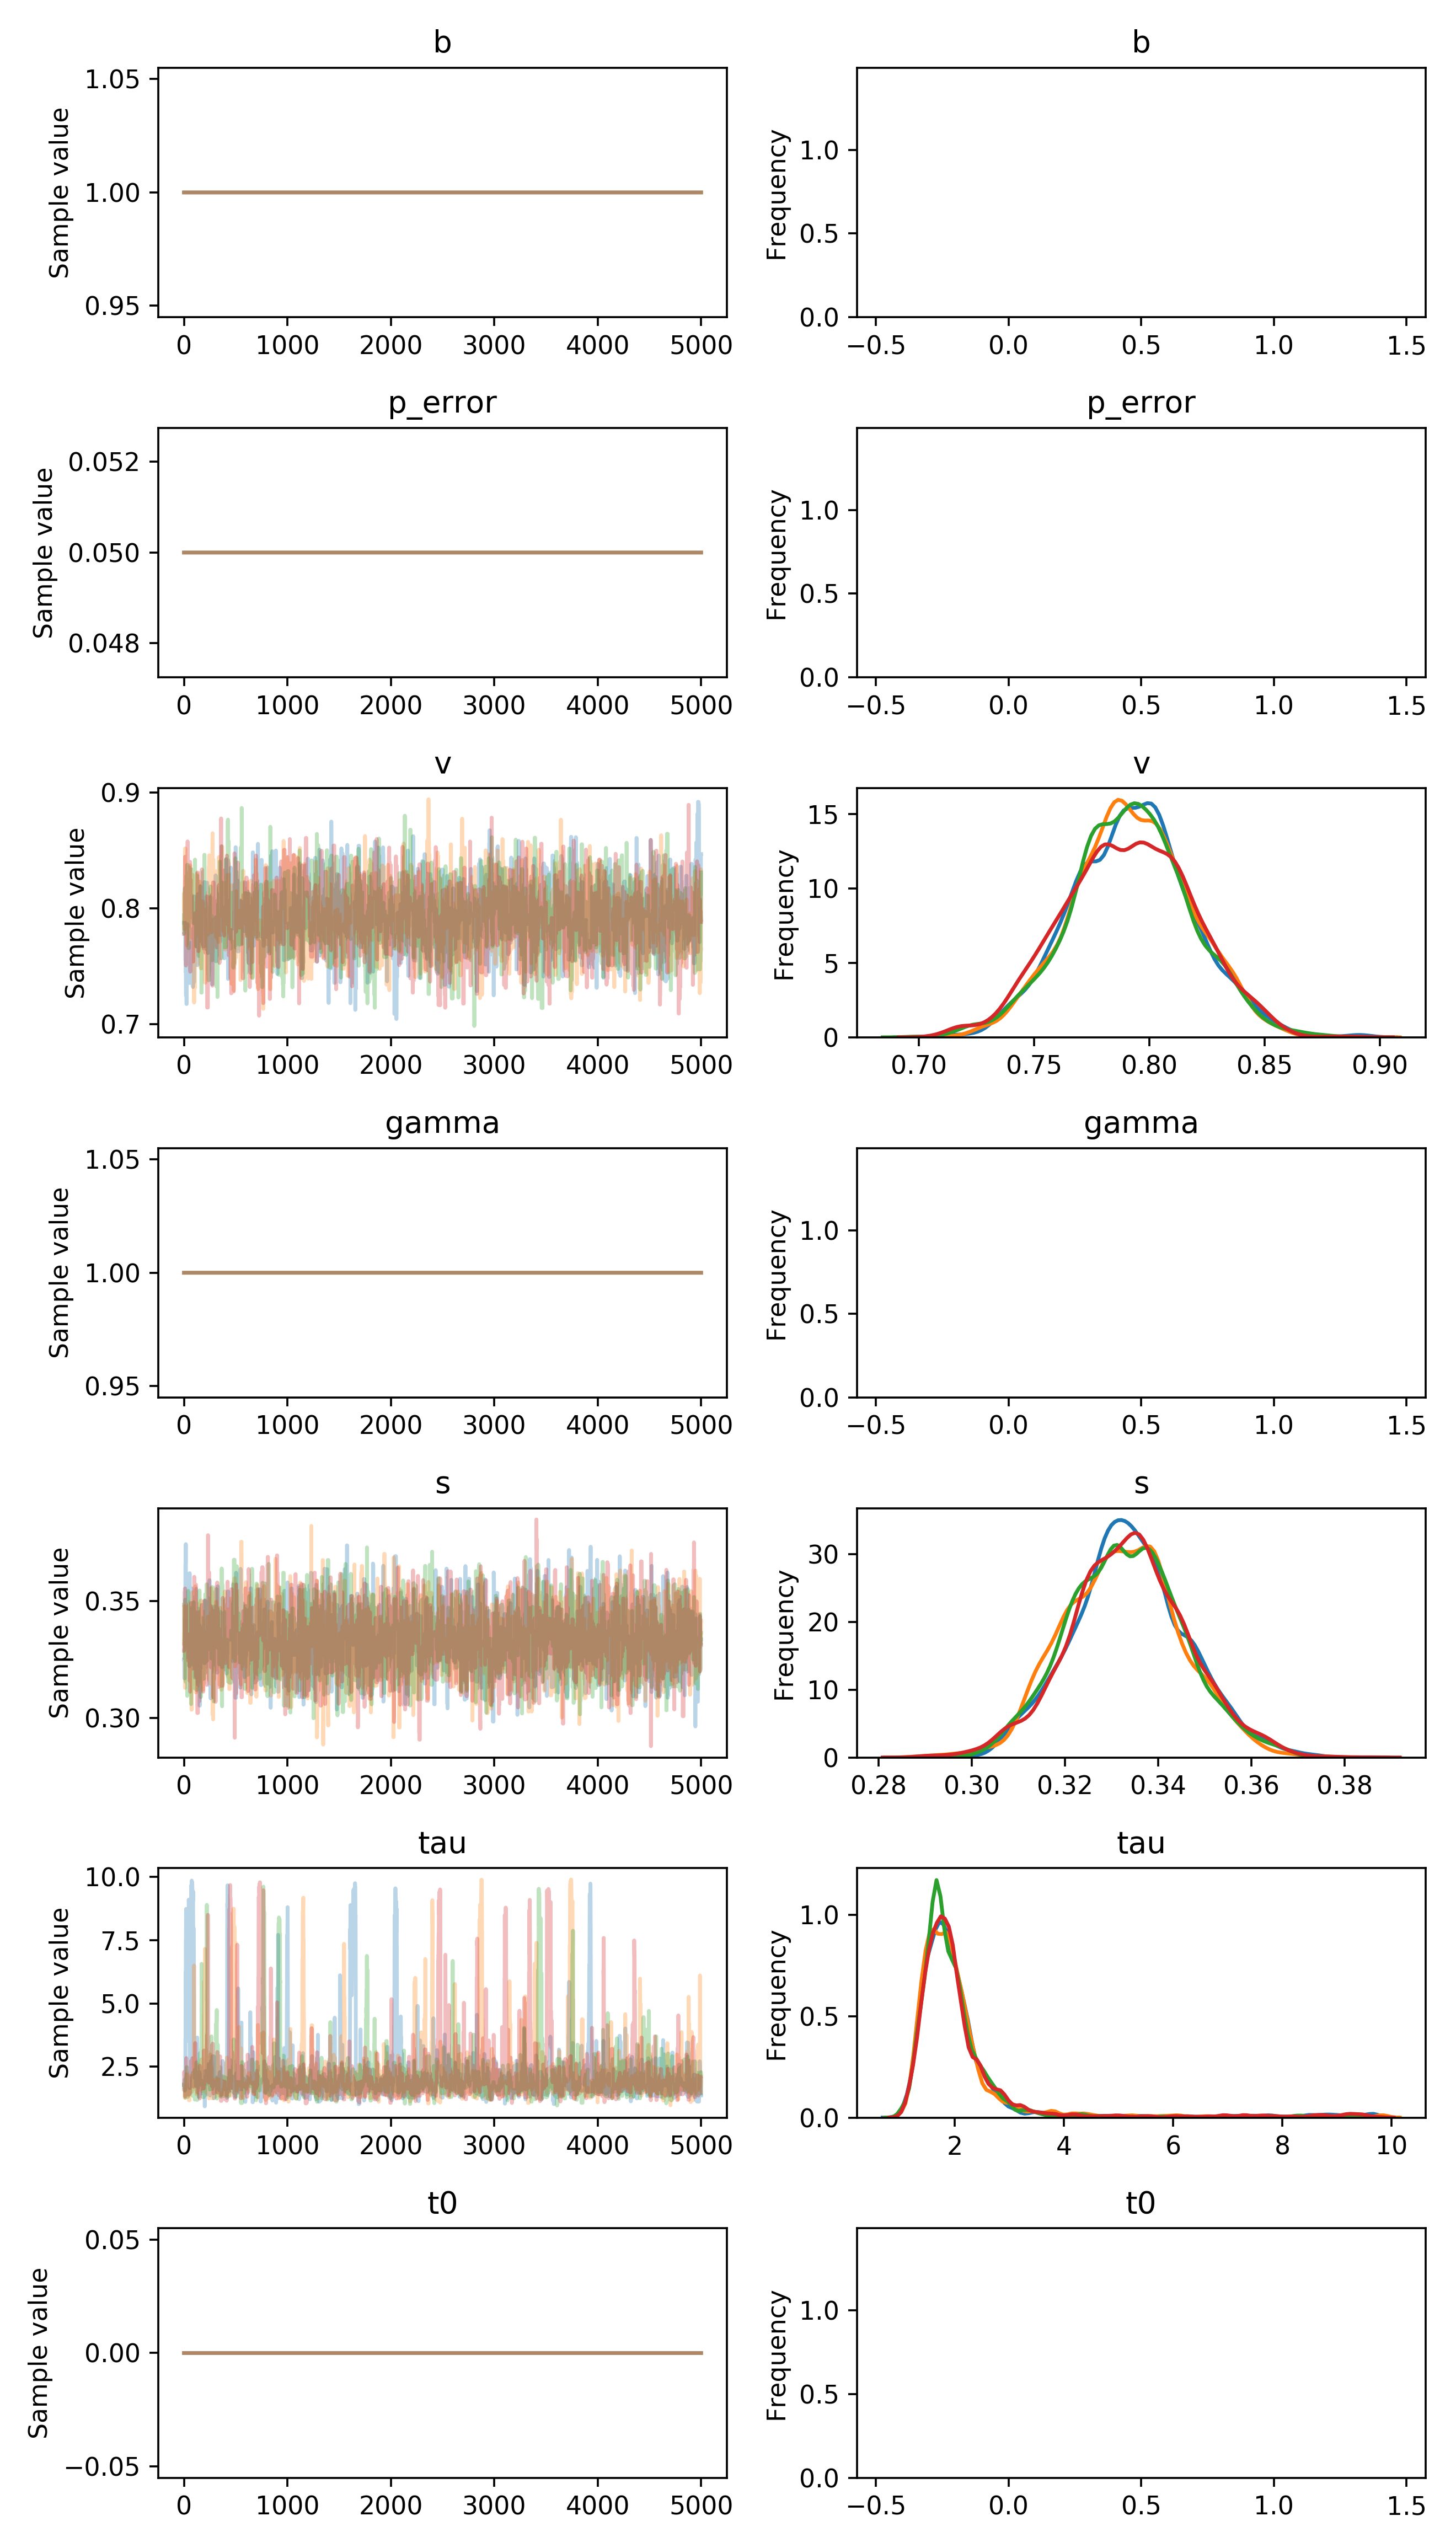 b
b
Sample value
1.05
1.00
0.95
0 1000 2000 3000 4000 5000
Frequency
1.0
0.5
0.0
−0.5 0.0 0.5 1.0 1.5
p_error
p_error
Sample value
0.052
0.050
0.048
0 1000 2000 3000 4000 5000
Frequency
1.0
0.5
0.0
−0.5 0.0 0.5 1.0 1.5
v
v
Sample value
0.9
0.8
0.7
0 1000 2000 3000 4000 5000
Frequency
15
10
5
0
0.70 0.75 0.80 0.85 0.90
gamma
gamma
Sample value
1.05
1.00
0.95
0 1000 2000 3000 4000 5000
Frequency
1.0
0.5
0.0
−0.5 0.0 0.5 1.0 1.5
s
s
Sample value
0.35
0.30
0 1000 2000 3000 4000 5000
Frequency
30
20
10
0
0.28 0.30 0.32 0.34 0.36 0.38
tau
tau
Sample value
10.0
7.5
5.0
2.5
0 1000 2000 3000 4000 5000
Frequency
1.0
0.5
0.0
2 4 6 8 10
t0
t0
Sample value
0.05
0.00
−0.05
0 1000 2000 3000 4000 5000
Frequency
1.0
0.5
0.0
−0.5 0.0 0.5 1.0 1.5